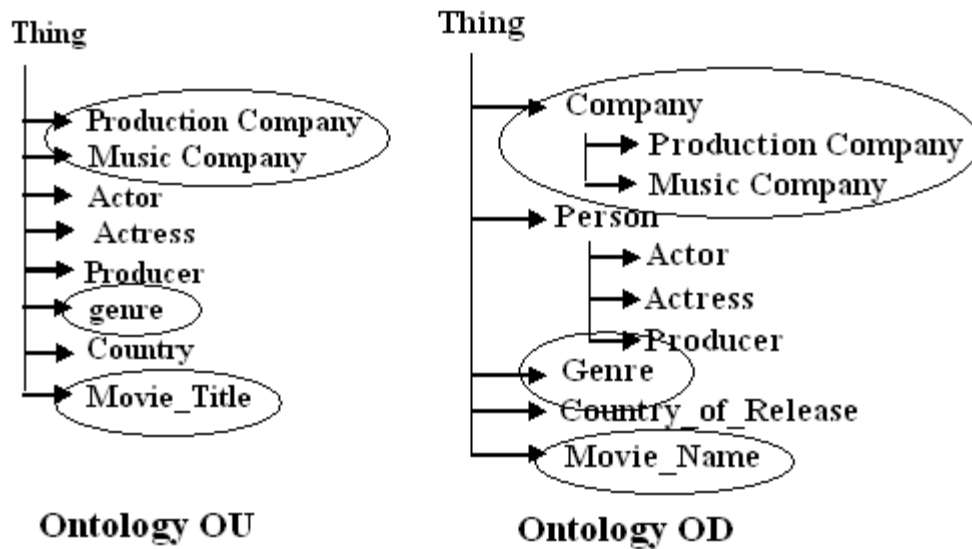 Thing
Production Company
Music Company
Actor
Actress
Producer
genre
Country
Movie_Title
Ontology OU
Thing
Company
Production Company
Music Company
Person
Actor
Actress
Producer
Genre
Country_of_Release
Movie_Name
Ontology OD